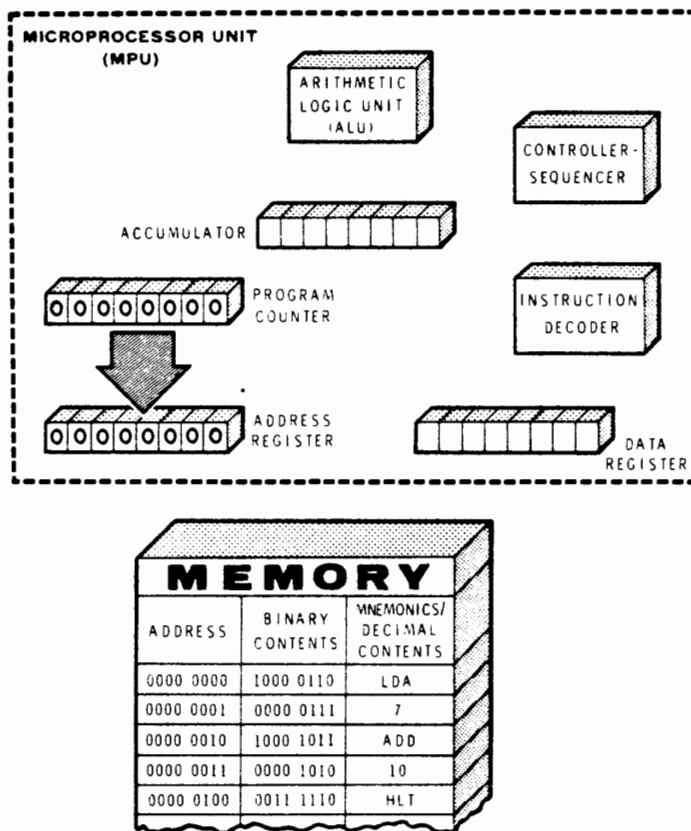 MICROPROCESSOR UNIT
(MPU)
ARITHMETIC
LOGIC UNIT
(ALU)
CONTROLLER-
SEQUENCER
ACCUMULATOR
0 0 0 0 0 0 0 0
PROGRAM
COUNTER
INSTRUCTION
DECODER
0 0 0 0 0 0 0 0
ADDRESS
REGISTER
DATA
REGISTER
MEMORY
ADDRESS
BINARY
CONTENTS
MNEMONICS/
DECIMAL
CONTENTS
0000 0000 1000 0110 LDA
0000 0001 0000 0111 7
0000 0010 1000 1011 ADD
0000 0011 0000 1010 10
0000 0100 0011 1110 HLT